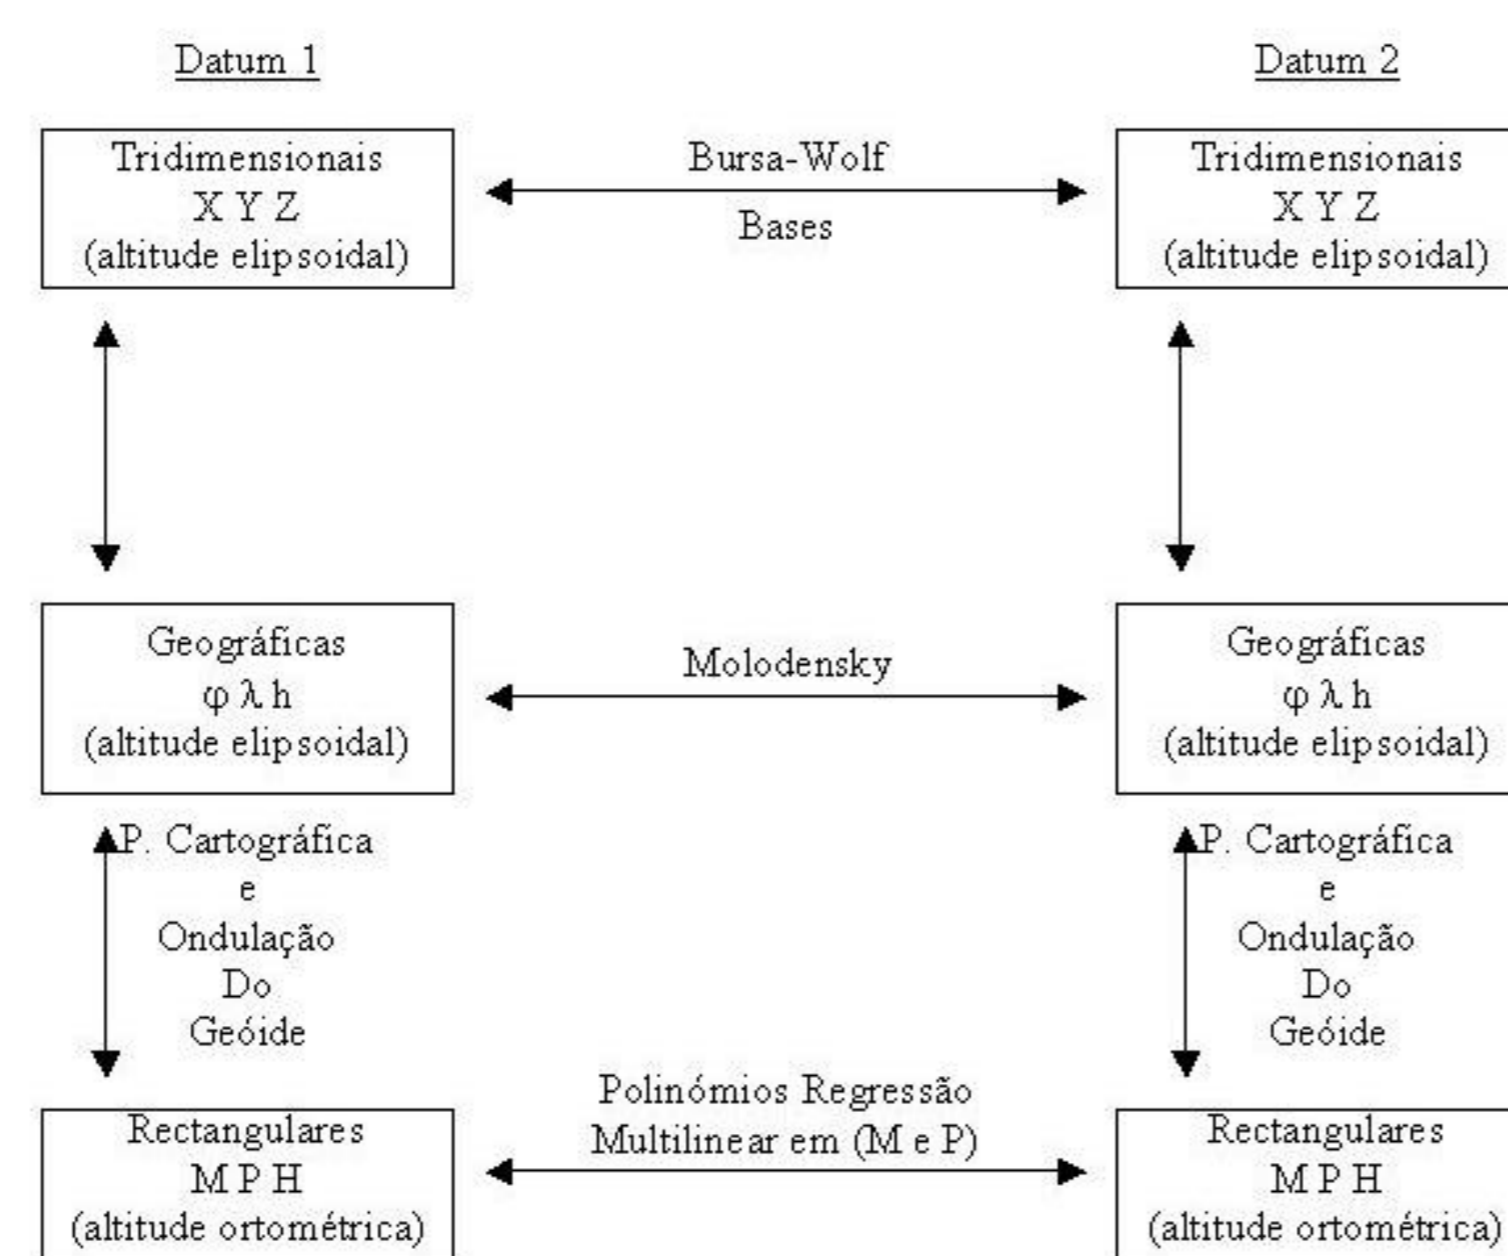 Datum 1
Datum 2
Tridimensionais
X Y Z
(altitude elipsoidal)
Bursa-Wolf
Bases
Tridimensionais
X Y Z
(altitude elipsoidal)
Geográficas
φ λ h
(altitude elipsoidal)
Molodensky
Geográficas
φ λ h
(altitude elipsoidal)
P. Cartográfica
e
Ondulação
Do
Geóide
P. Cartográfica
e
Ondulação
Do
Geóide
Rectangulares
M P H
(altitude ortométrica)
Polinómios Regressão
Multilinear em (M e P)
Rectangulares
M P H
(altitude ortométrica)